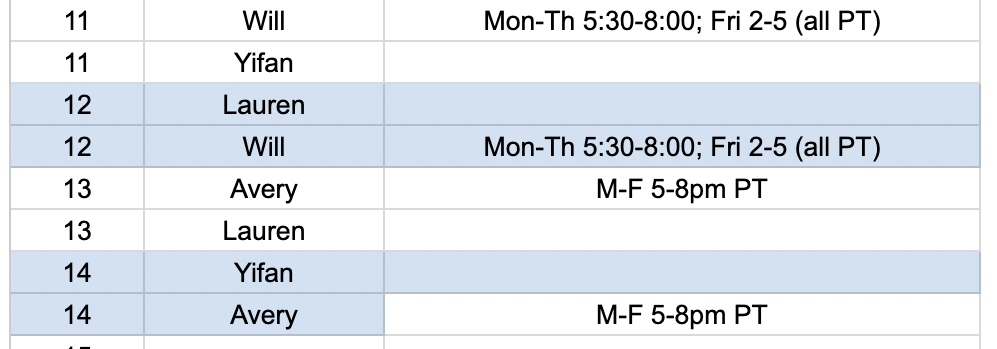 11 Will Mon-Th 5:30-8:00; Fri 2-5 (all PT)
11 Yifan
12 Lauren
12 Will Mon-Th 5:30-8:00; Fri 2-5 (all PT)
13 Avery M-F 5-8pm PT
13 Lauren
14 Yifan
14 Avery M-F 5-8pm PT